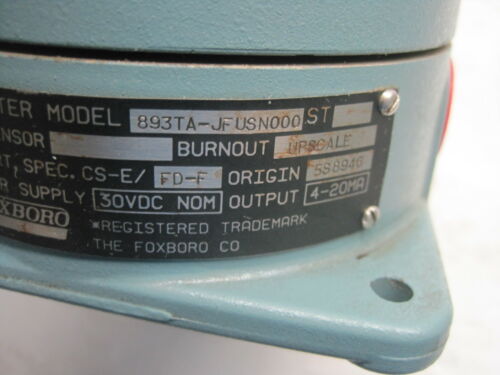 TER MODEL 893TA-JFUSN000 ST
NSOR BURNOUT UPSCALE
T, SPEC. CS-E/ FD-F ORIGIN 5S8946
R SUPPLY 30VDC NOM OUTPUT 4-20MA
XBORO *REGISTERED TRADEMARK
THE FOXBORO CO